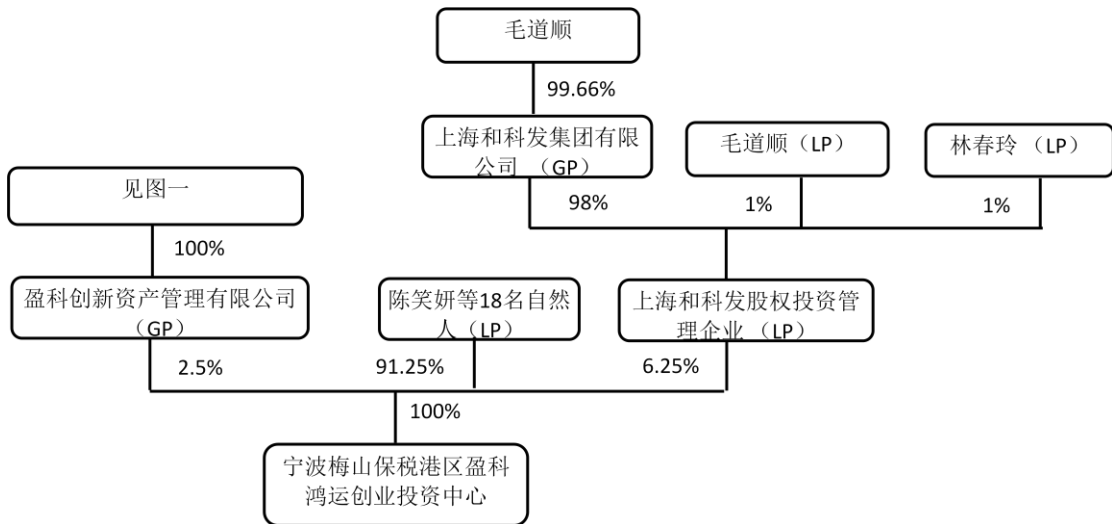 毛道顺
99.66%
上海和科发集团有限
公司 （GP）
毛道顺（LP）
林春玲 （LP）
见图一
98%
1%
1%
100%
盈科创新资产管理有限公司
（GP）
陈笑妍等18名自然
人（LP）
上海和科发股权投资管
理企业 （LP）
2.5%
91.25%
6.25%
100%
宁波梅山保税港区盈科
鸿运创业投资中心